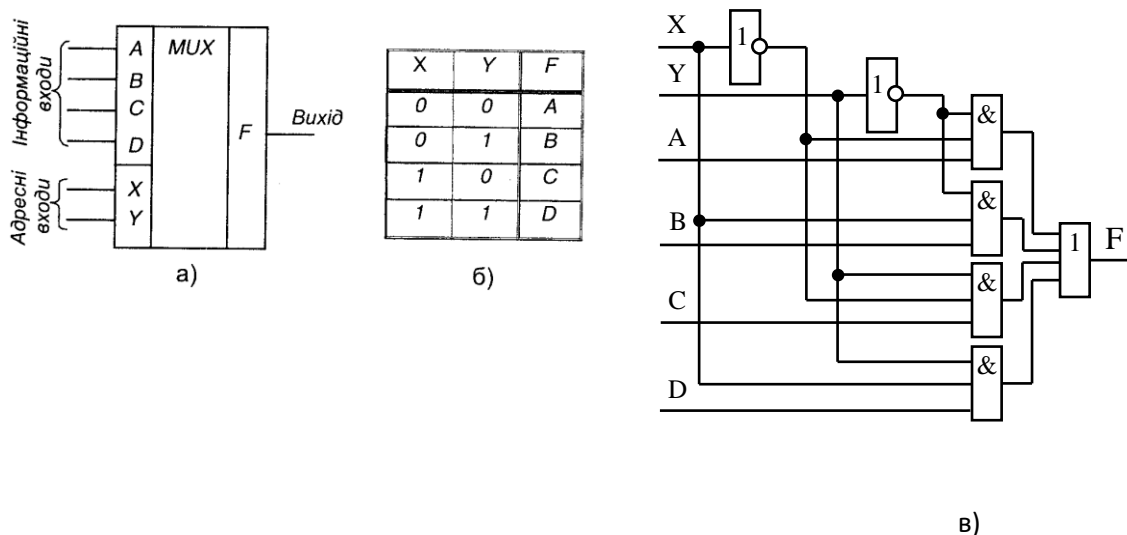 Інформаційні
входи
Адресні
входи
A MUX
B
C
D
X
Y
F
Вихід
а)
X Y F
0 0 A
0 1 B
1 0 C
1 1 D
б)
X
Y
A
B
C
D
1
1
&
&
&
&
1
F
в)